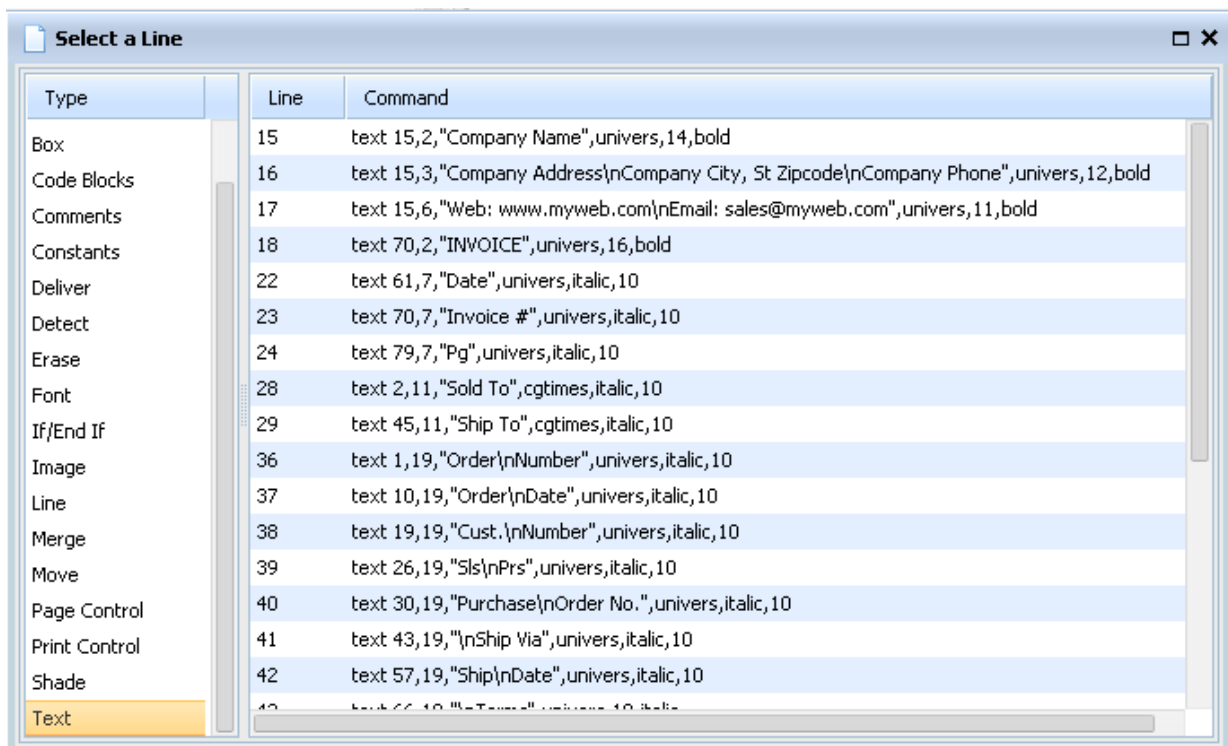 Select a Line
Type
Box
Code Blocks
Comments
Constants
Deliver
Detect
Erase
Font
If/End If
Image
Line
Merge
Move
Page Control
Print Control
Shade
Text
Line Command
15 text 15,2,"Company Name",univers,14,bold
16 text 15,3,"Company Address\nCompany City, St Zipcode\nCompany Phone",univers,12,bold
17 text 15,6,"Web: www.myweb.com\nEmail: sales@myweb.com",univers,11,bold
18 text 70,2,"INVOICE",univers,16,bold
22 text 61,7,"Date",univers,italic,10
23 text 70,7,"Invoice #",univers,italic,10
24 text 79,7,"Pg",univers,italic,10
28 text 2,11,"Sold To",cgtimes,italic,10
29 text 45,11,"Ship To",cgtimes,italic,10
36 text 1,19,"Order\nNumber",univers,italic,10
37 text 10,19,"Order\nDate",univers,italic,10
38 text 19,19,"Cust.\nNumber",univers,italic,10
39 text 26,19,"Sls\nPrs",univers,italic,10
40 text 30,19,"Purchase\nOrder No.",univers,italic,10
41 text 43,19,"\nShip Via",univers,italic,10
42 text 57,19,"Ship\nDate",univers,italic,10